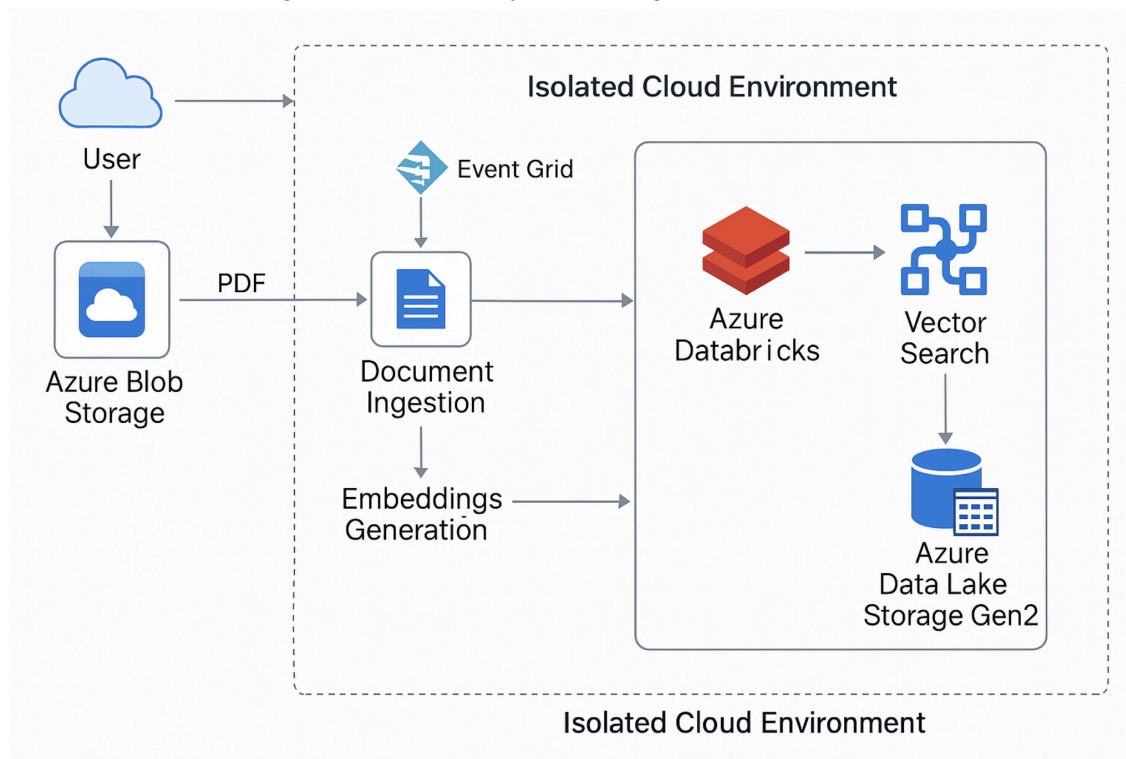 Isolated Cloud Environment
User
Event Grid
PDF
Azure Blob
Storage
Document
Ingestion
Embeddings
Generation
Azure
Databricks
Vector
Search
Azure
Data Lake
Storage Gen2
Isolated Cloud Environment